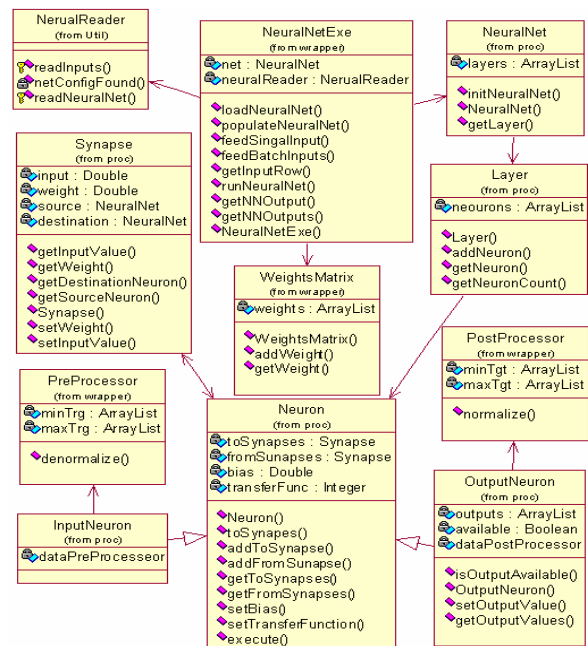 NerualReader
(from Util)
readInputs()
netConfigFound()
readNeuralNet()
NeuralNetExe
(from wrapper)
net : NeuralNet
neuralReader : NerualReader
loadNeuralNet()
populateNeuralNet()
feedSingalInput()
feedBatchInputs()
getInputRow()
runNeuralNet()
getNNOutput()
getNNOutputs()
NeuralNetExe()
NeuralNet
(from proc)
layers : ArrayList
initNeuralNet()
NeuralNet()
getLayer()
Synapse
(from proc)
input : Double
weight : Double
source : NeuralNet
destination : NeuralNet
getInputValue()
getWeight()
getDestinationNeuron()
getSourceNeuron()
Synapse()
setWeight()
setInputValue()
Layer
(from proc)
neourons : ArrayList
Layer()
addNeuron()
getNeuron()
getNeuronCount()
WeightsMatrix
(from wrapper)
weights : ArrayList
WeightsMatrix()
addWeight()
getWeight()
PostProcessor
(from wrapper)
minTgt : ArrayList
maxTgt : ArrayList
normalize()
PreProcessor
(from wrapper)
minTrg : ArrayList
maxTrg : ArrayList
denormalize()
Neuron
(from proc)
toSynapses : Synapse
fromSunapses : Synapse
bias : Double
transferFunc : Integer
Neuron()
toSynapes()
addToSynapse()
addFromSunapse()
getToSynapses()
getFromSynapses()
setBias()
setTransferFunction()
execute()
InputNeuron
(from proc)
dataPreProcesseor
OutputNeuron
(from proc)
outputs : ArrayList
available : Boolean
dataPostProcessor
isOutputAvailable()
OutputNeuron()
setOutputValue()
getOutputValues()